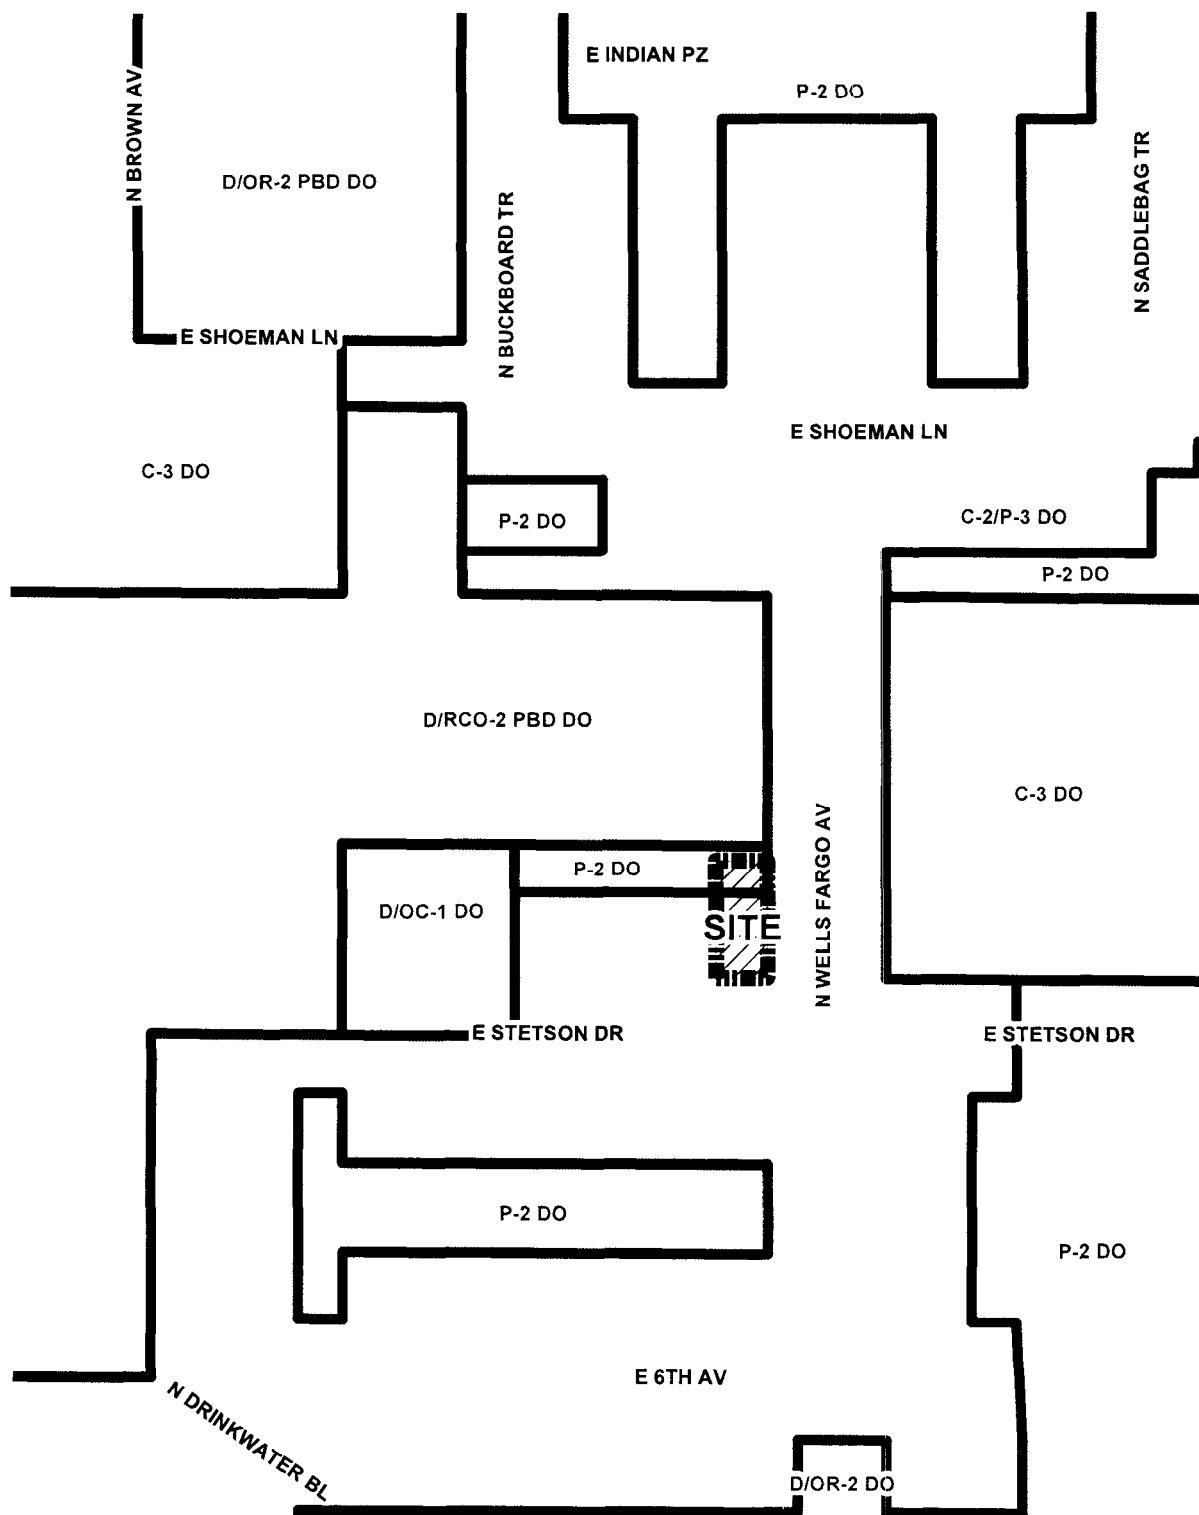 E INDIAN PZ
P-2 DO
N BROWN AV
D/OR-2 PBD DO
N BUCKBOARD TR
N SADDLEBAG TR
E SHOEMAN LN
E SHOEMAN LN
C-3 DO
P-2 DO
C-2/P-3 DO
P-2 DO
D/RCO-2 PBD DO
C-3 DO
N WELLS FARGO AV
P-2 DO
D/OC-1 DO
SITE
E STETSON DR
E STETSON DR
P-2 DO
P-2 DO
E 6TH AV
N DRINKWATER BL
D/OR-2 DO